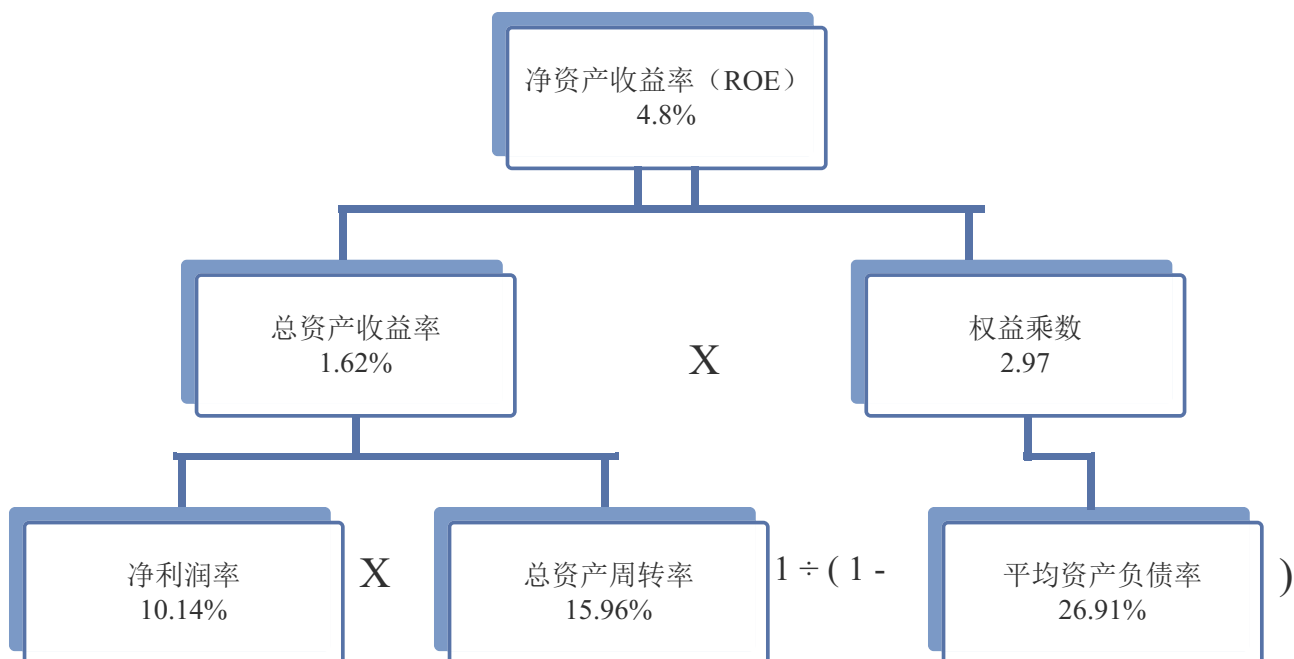 净资产收益率（ROE）
4.8%
总资产收益率
1.62%
X
权益乘数
2.97
净利润率
10.14%
X
总资产周转率
15.96%
1 ÷ ( 1 -
平均资产负债率
26.91%
)